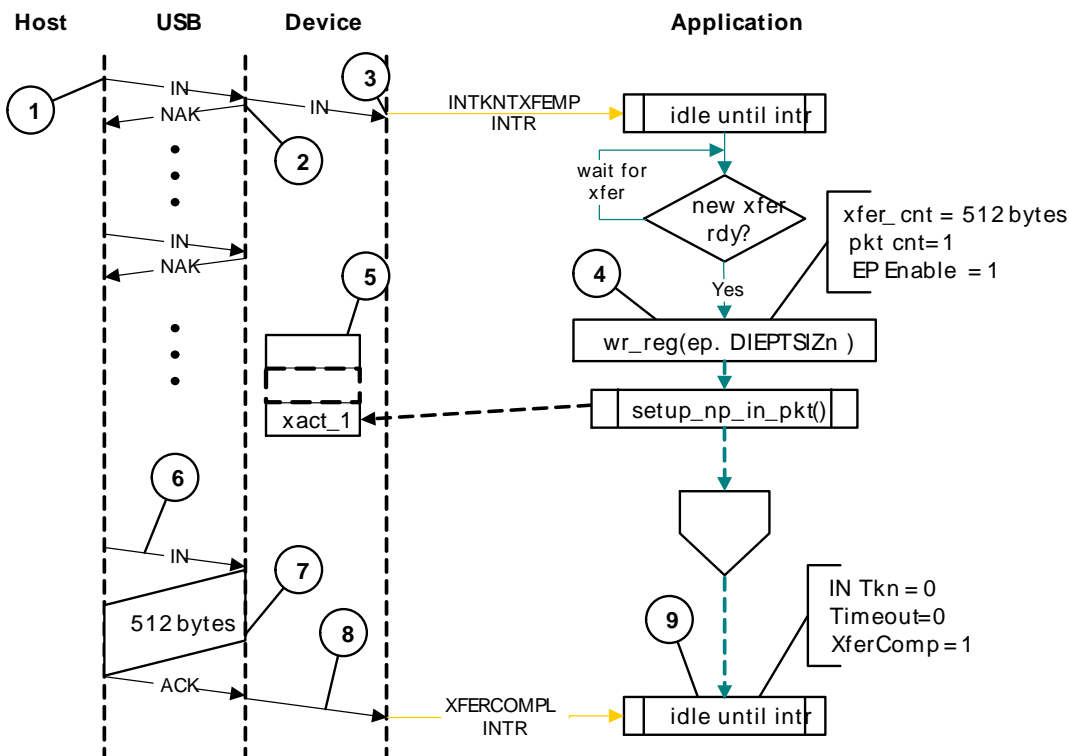 Host USB Device Application
1
IN
NAK
2
IN
3
INTKNTXFEMP
INTR
idle until intr
wait for
xfer
new xfer
rdy?
xfer_cnt = 512 bytes
pkt cnt=1
EP Enable = 1
IN
NAK
5
4
Yes
wr_reg(ep. DIEPTSIZn )
xact_1
setup_np_in_pkt()
6
IN
7
512 bytes
8
ACK
9
IN Tkn = 0
Timeout=0
XferComp = 1
XFERCOMPL
INTR
idle until intr